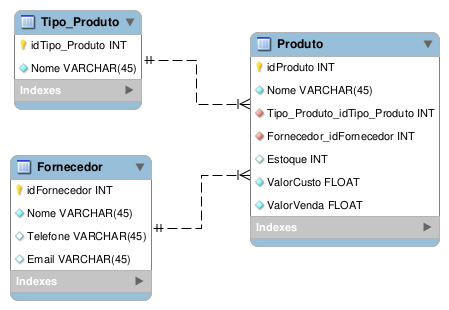 Tipo_Produto
idTipo_Produto INT
Nome VARCHAR(45)
Indexes
Fornecedor
idFornecedor INT
Nome VARCHAR(45)
Telefone VARCHAR(45)
Email VARCHAR(45)
Indexes
Produto
idProduto INT
Nome VARCHAR(45)
Tipo_Produto_idTipo_Produto INT
Fornecedor_idFornecedor INT
Estoque INT
ValorCusto FLOAT
ValorVenda FLOAT
Indexes